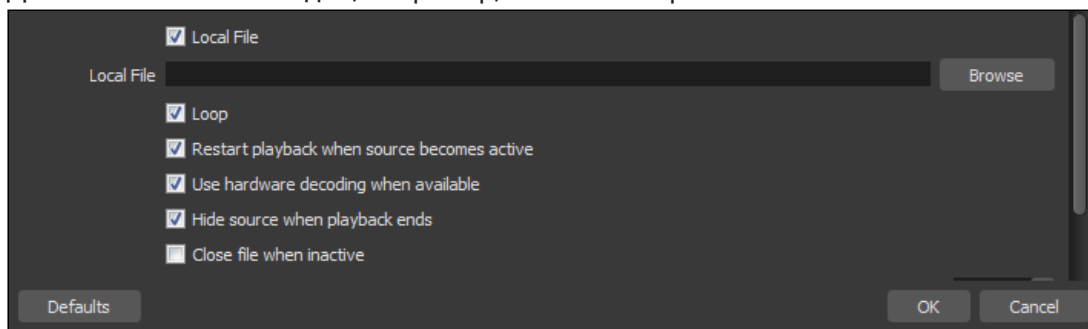 Local File
Local File Browse
Loop
Restart playback when source becomes active
Use hardware decoding when available
Hide source when playback ends
Close file when inactive
Defaults OK Cancel